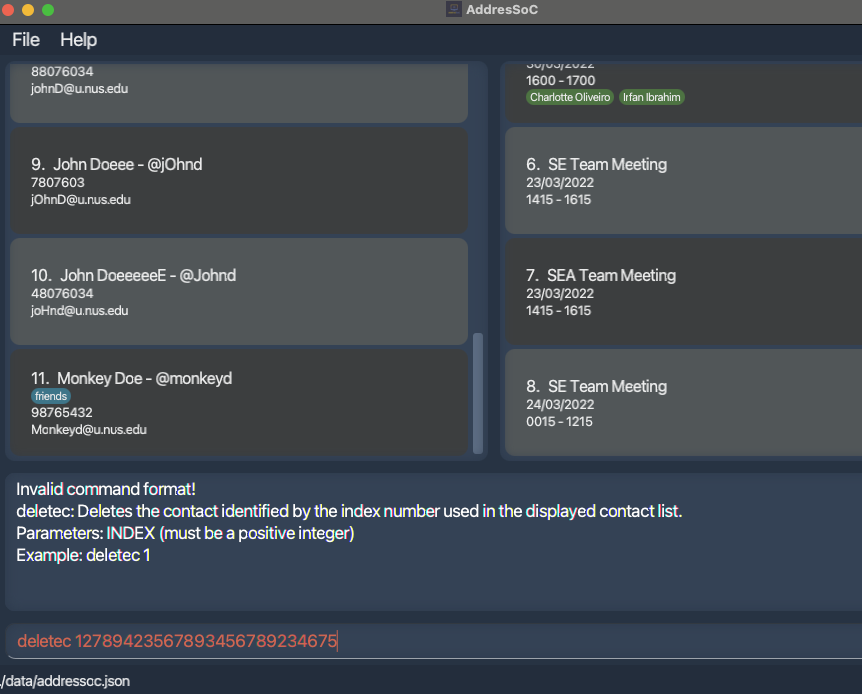 AddresSoC
File Help
88076034
johnD@u.nus.edu
9. John Doeee - @jOhnd
7807603
jOhnD@u.nus.edu
10. John DoeeeeeE - @Johnd
48076034
joHnd@u.nus.edu
11. Monkey Doe - @monkeyd
friends
98765432
Monkeyd@u.nus.edu
30/03/2022
1600 - 1700
Charlotte Oliveiro Irfan Ibrahim
6. SE Team Meeting
23/03/2022
1415 - 1615
7. SEA Team Meeting
23/03/2022
1415 - 1615
8. SE Team Meeting
24/03/2022
0015 - 1215
Invalid command format!
deletec: Deletes the contact identified by the index number used in the displayed contact list.
Parameters: INDEX (must be a positive integer)
Example: deletec 1
deletec 12789423567893456789234675
./data/addressoc.json